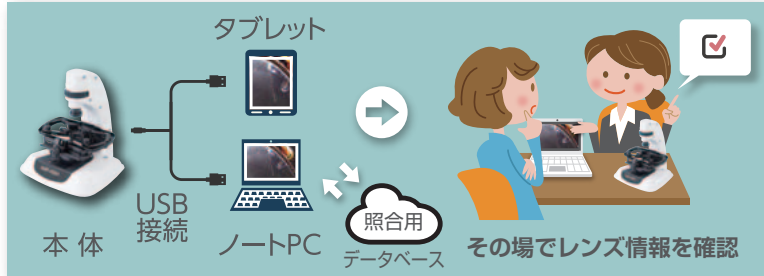 タブレット
本体
USB
接続
ノートPC
照合用
データベース
その場でレンズ情報を確認